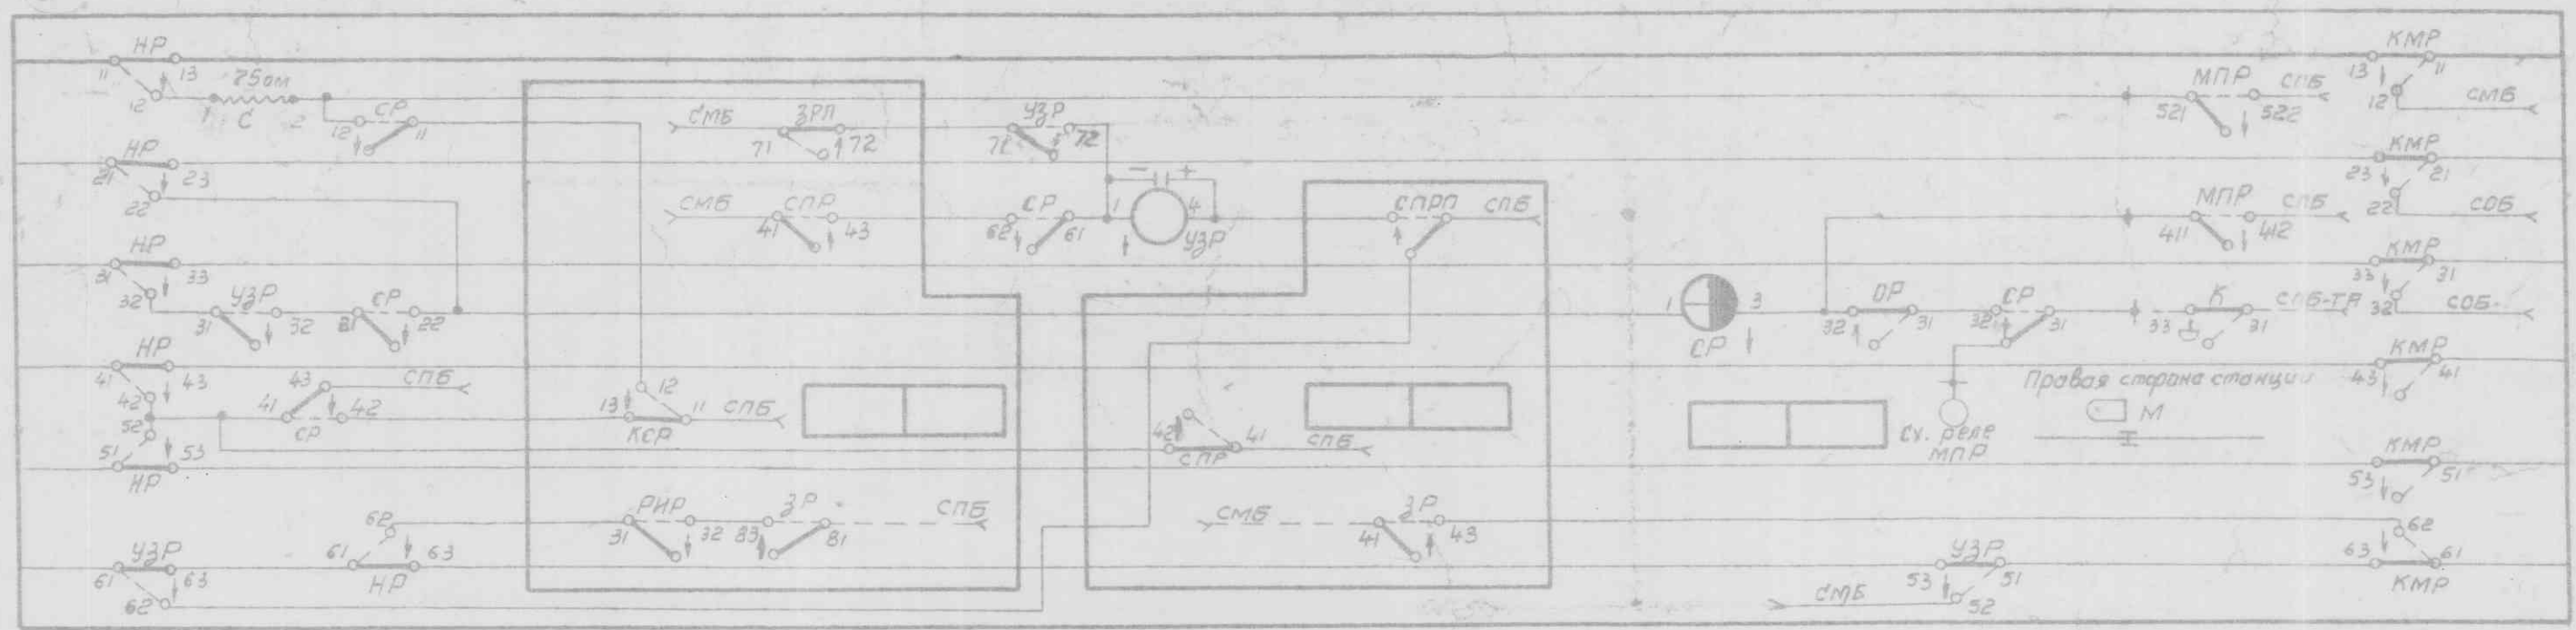 НР
11 13
12
75 ом
1 С 2
СР
12 11
НР
21 23
22
НР
31 33
32
УЗР
31 32
СР
21 22
НР
41 43
42
43 СПБ
41 42
СР
52
51 53
НР
62
УЗР
61 63
62
61 63
НР
СМБ ЗРП
71 72
СМБ СПР
41 43
12
13 11 СПБ
КСР
РИР
31 32
ЗР
83 81
СПБ
УЗР
71 72
СР
62 61
- +
1 4
УЗР
СПРП СПБ
42 41 СПБ
СПР
СМБ ЗР
41 43
1 3
СР
ОР
32 31
СР
32 31
К
33 31
СПБ-ТР
МПР СПБ
521 522
МПР СПБ
411 412
Сх. реле
МПР
Правая сторона станции
М
УЗР
53 51
СМБ 52
КМР
13 11
12 СМБ
КМР
23 21
22 СОБ
КМР
33 31
32 СОБ
КМР
43 41
КМР
53 51
62
63 61
КМР